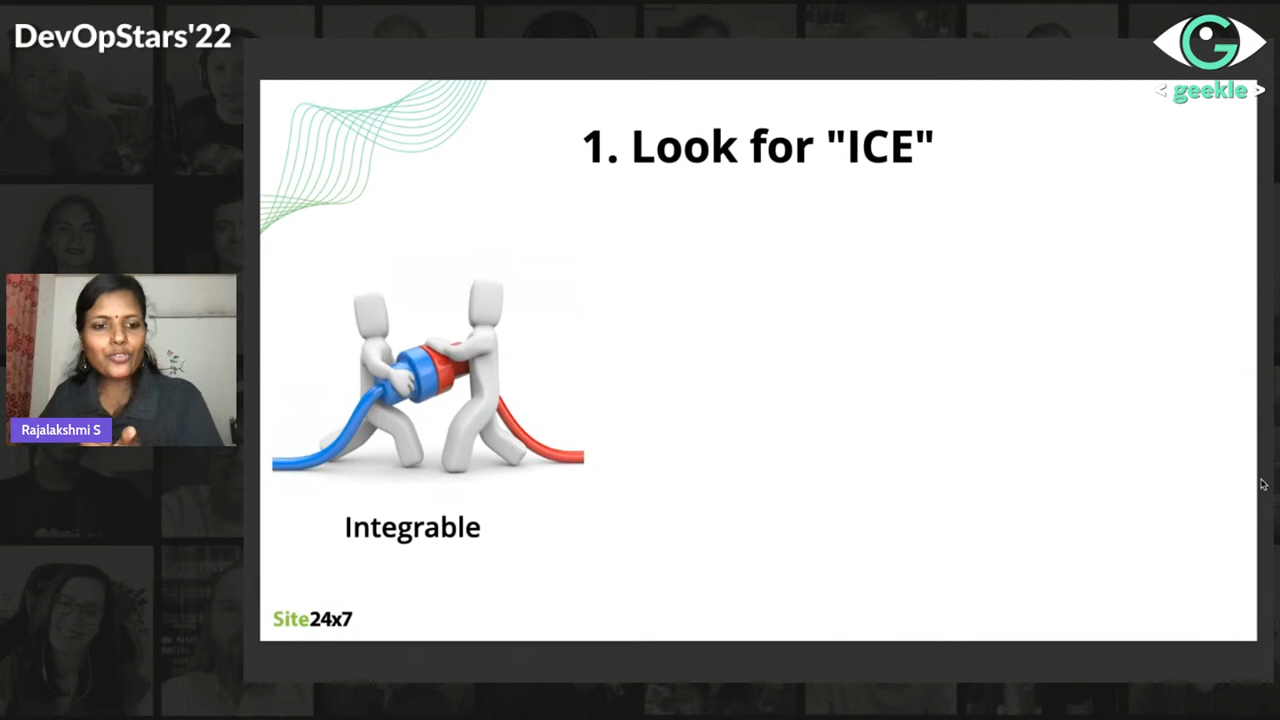 DevOpStars'22
< geekle >
1. Look for "ICE"
Rajalakshmi S
Integrable
Site24x7